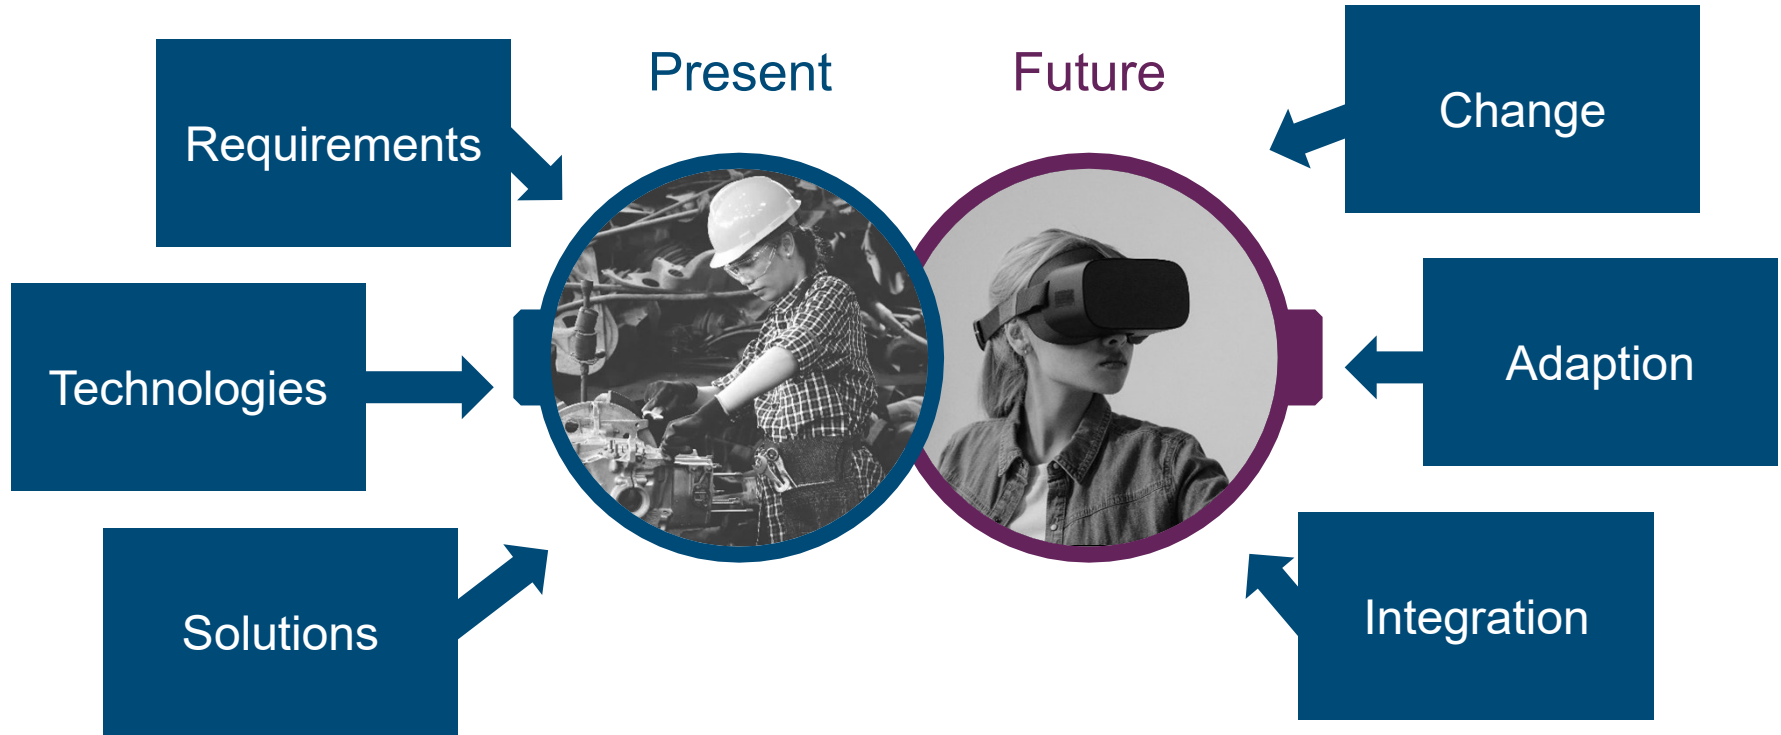 Present
Future
Requirements
Technologies
Solutions
Change
Adaption
Integration